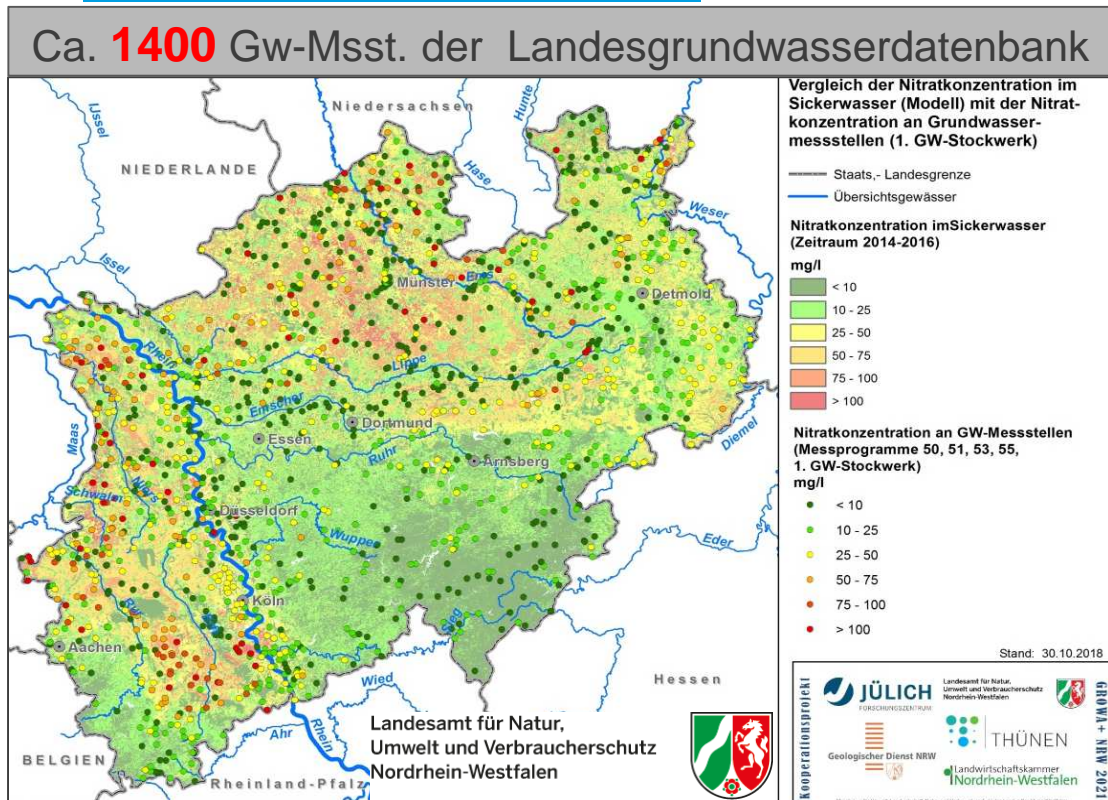 Ca. 1400 Gw-Msst. der Landesgrundwasserdatenbank
Niedersachsen
NIEDERLANDE
IJssel
Hunte
Hase
Weser
Issel
Münster
Ems
Detmold
Rhein
Lippe
Emscher
Dortmund
Essen
Ruhr
Arnsberg
Diemel
Maas
Niers
Schwalm
Düsseldorf
Wupper
Eder
Köln
Rur
Sieg
Aachen
Hessen
Wied
Ahr
Rhein
BELGIEN
Rheinland-Pfalz
Landesamt für Natur,
Umwelt und Verbraucherschutz
Nordrhein-Westfalen
Vergleich der Nitratkonzentration im
Sickerwasser (Modell) mit der Nitrat-
konzentration an Grundwasser-
messstellen (1. GW-Stockwerk)
Staats,- Landesgrenze
Übersichtsgewässer
Nitratkonzentration imSickerwasser
(Zeitraum 2014-2016)
mg/l
< 10
10 - 25
25 - 50
50 - 75
75 - 100
> 100
Nitratkonzentration an GW-Messstellen
(Messprogramme 50, 51, 53, 55,
1. GW-Stockwerk)
mg/l
< 10
10 - 25
25 - 50
50 - 75
75 - 100
> 100
Stand: 30.10.2018
Kooperationsprojekt
GROWA+ NRW 2021
JÜLICH
FORSCHUNGSZENTRUM
Landesamt für Natur,
Umwelt und Verbraucherschutz
Nordrhein-Westfalen
Geologischer Dienst NRW
THÜNEN
Landwirtschaftskammer
Nordrhein-Westfalen